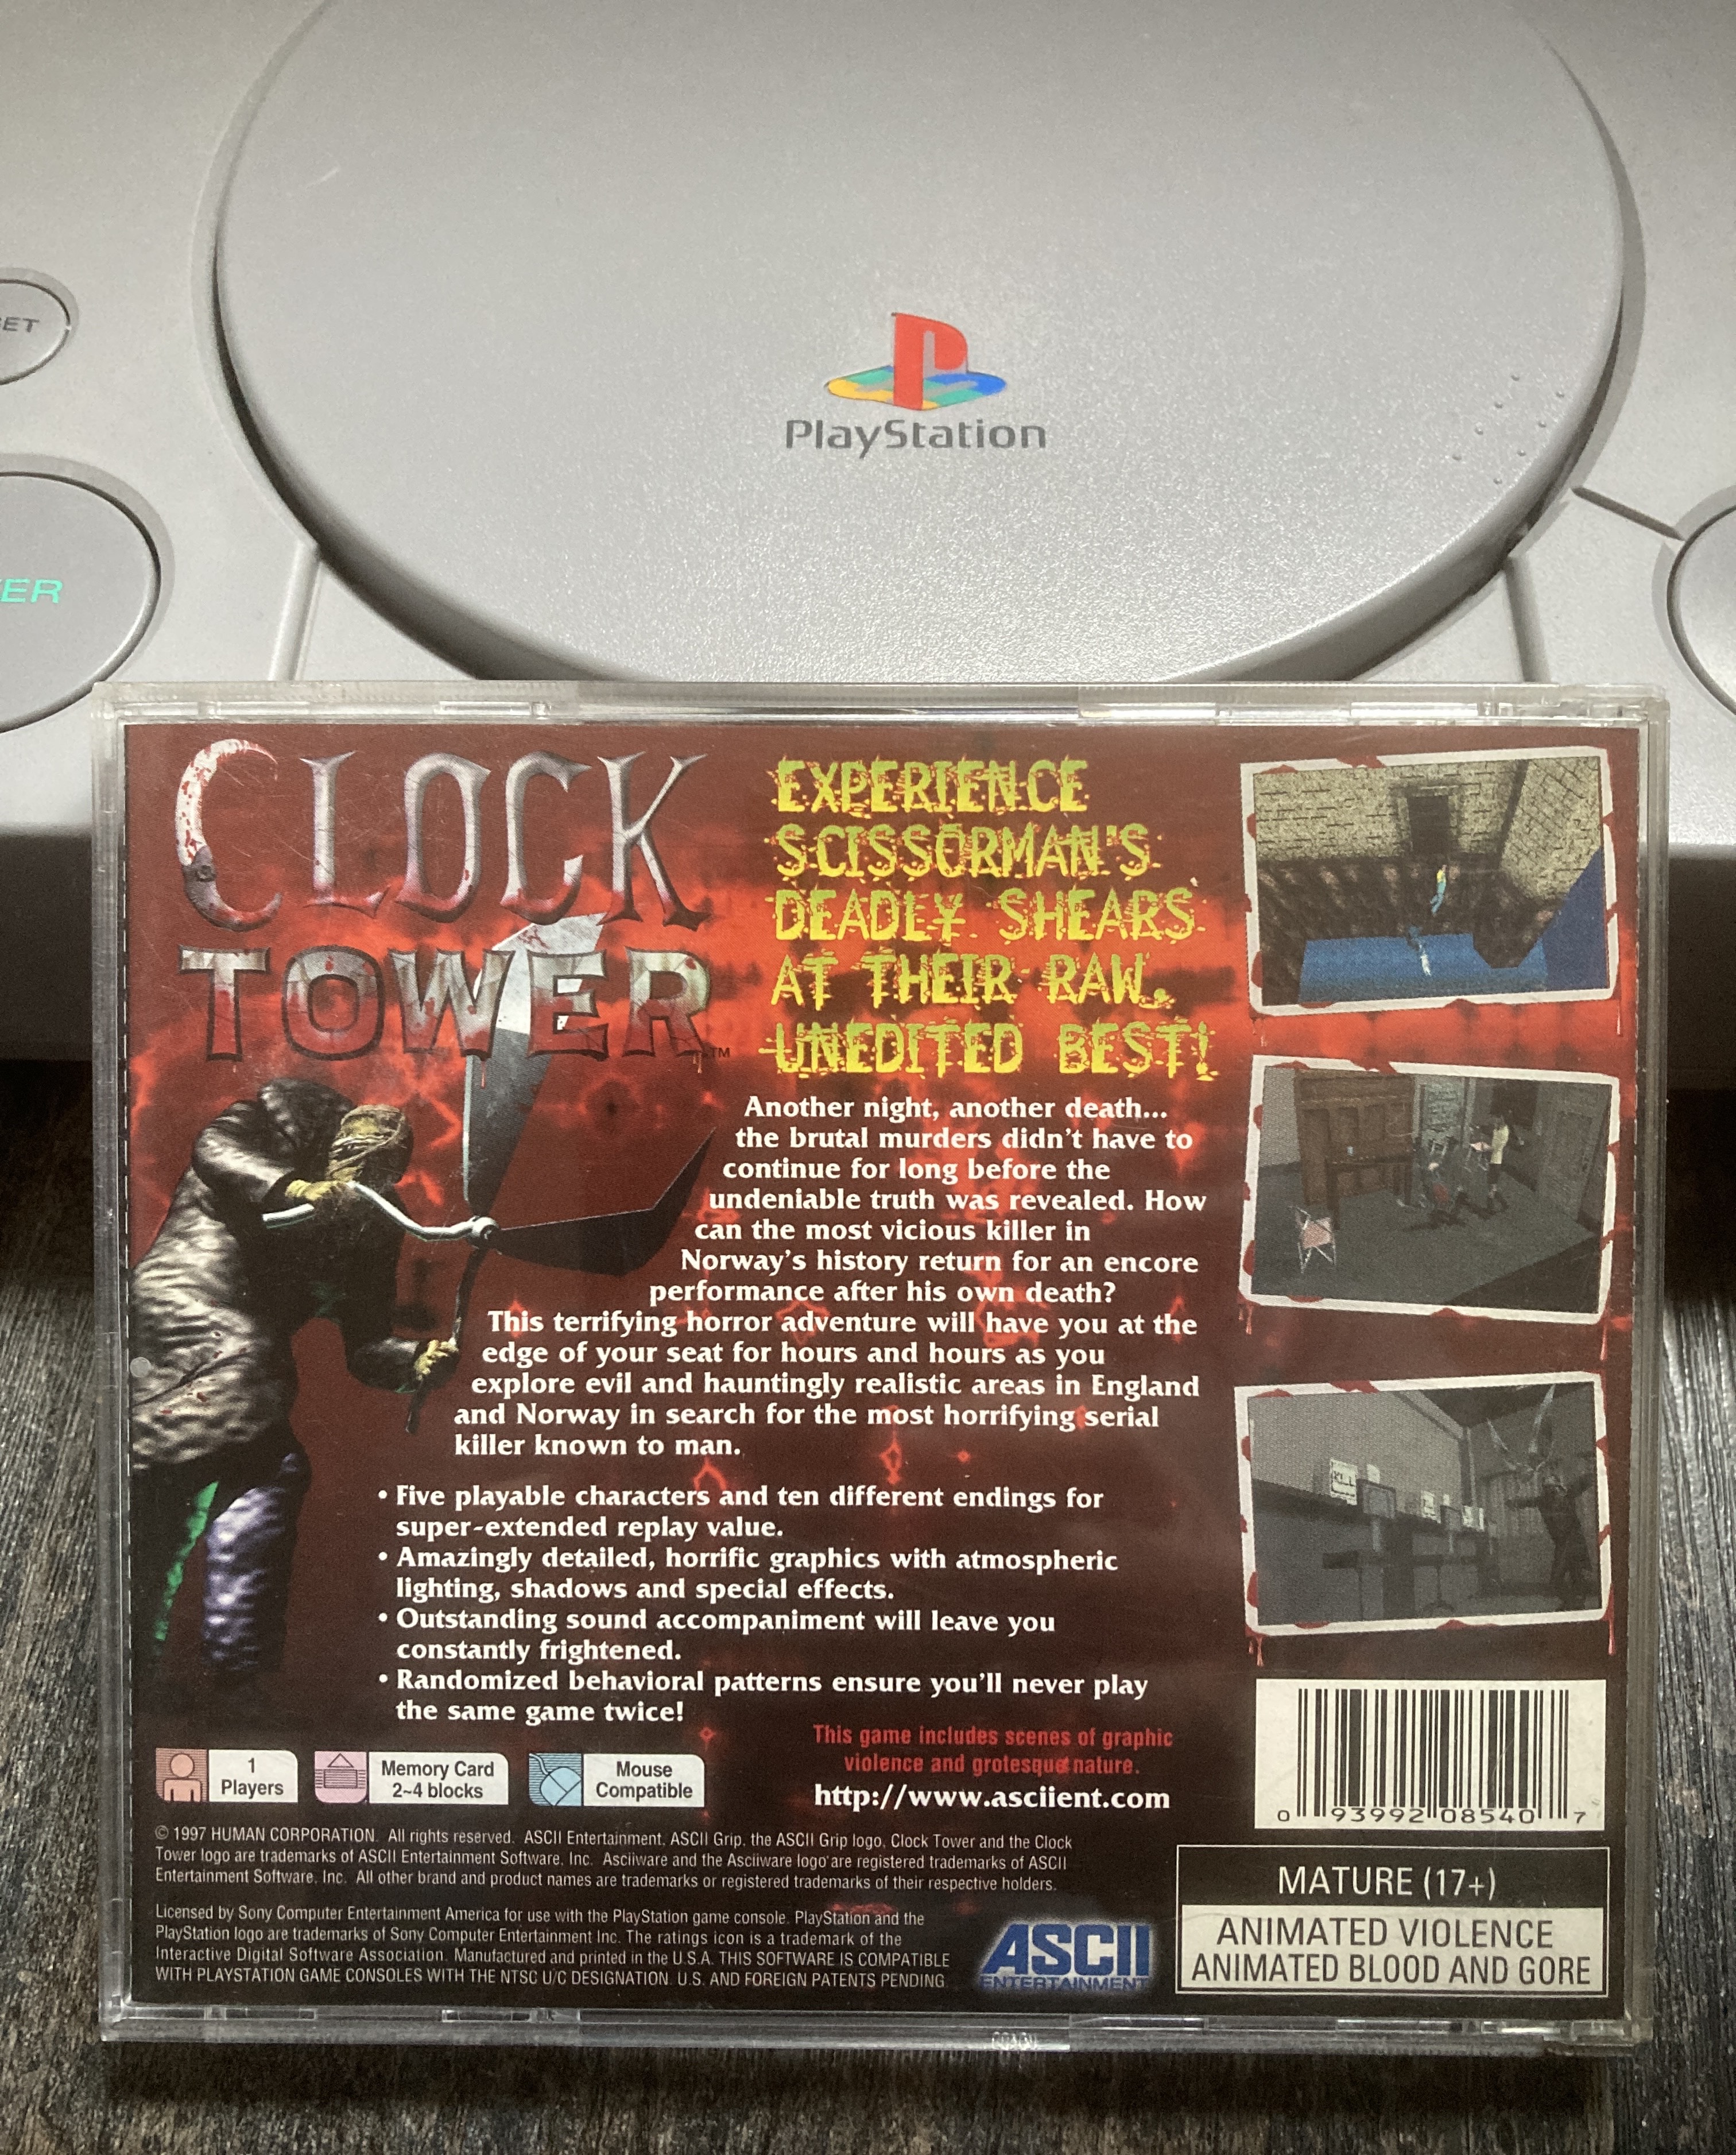 ET
PlayStation
ER
CLOCK
TOWER™
EXPERIENCE
SCISSORMAN'S
DEADLY SHEARS
AT THEIR RAW,
UNEDITED BEST!
Another night, another death...
the brutal murders didn't have to
continue for long before the
undeniable truth was revealed. How
can the most vicious killer in
Norway's history return for an encore
performance after his own death?
This terrifying horror adventure will have you at the
edge of your seat for hours and hours as you
explore evil and hauntingly realistic areas in England
and Norway in search for the most horrifying serial
killer known to man.
• Five playable characters and ten different endings for
super-extended replay value.
• Amazingly detailed, horrific graphics with atmospheric
lighting, shadows and special effects.
• Outstanding sound accompaniment will leave you
constantly frightened.
• Randomized behavioral patterns ensure you'll never play
the same game twice!
This game includes scenes of graphic
violence and grotesque nature.
http://www.asciient.com
1
Players
Memory Card
2~4 blocks
Mouse
Compatible
0 93992 08540 7
© 1997 HUMAN CORPORATION. All rights reserved. ASCII Entertainment, ASCII Grip, the ASCII Grip logo, Clock Tower and the Clock
Tower logo are trademarks of ASCII Entertainment Software, Inc. Asciiware and the Asciiware logo are registered trademarks of ASCII
Entertainment Software, Inc. All other brand and product names are trademarks or registered trademarks of their respective holders.
Licensed by Sony Computer Entertainment America for use with the PlayStation game console. PlayStation and the
PlayStation logo are trademarks of Sony Computer Entertainment Inc. The ratings icon is a trademark of the
Interactive Digital Software Association. Manufactured and printed in the U.S.A. THIS SOFTWARE IS COMPATIBLE
WITH PLAYSTATION GAME CONSOLES WITH THE NTSC U/C DESIGNATION. U.S. AND FOREIGN PATENTS PENDING
ASCII
ENTERTAINMENT
MATURE (17+)
ANIMATED VIOLENCE
ANIMATED BLOOD AND GORE